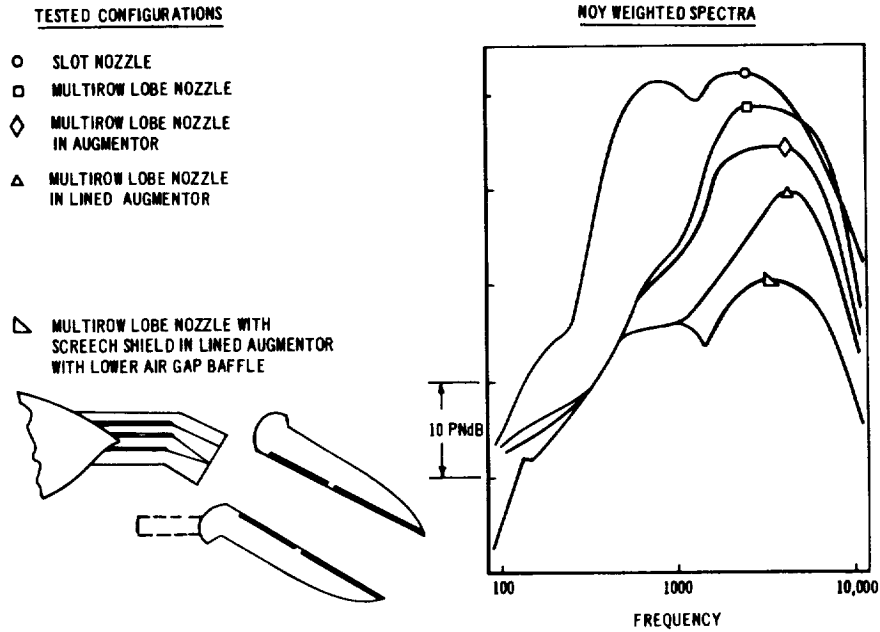 TESTED CONFIGURATIONS
SLOT NOZZLE
MULTIROW LOBE NOZZLE
MULTIROW LOBE NOZZLE
IN AUGMENTOR
MULTIROW LOBE NOZZLE
IN LINED AUGMENTOR
MULTIROW LOBE NOZZLE WITH
SCREECH SHIELD IN LINED AUGMENTOR
WITH LOWER AIR GAP BAFFLE
NOY WEIGHTED SPECTRA
10 PNdB
100 1000 10,000
FREQUENCY